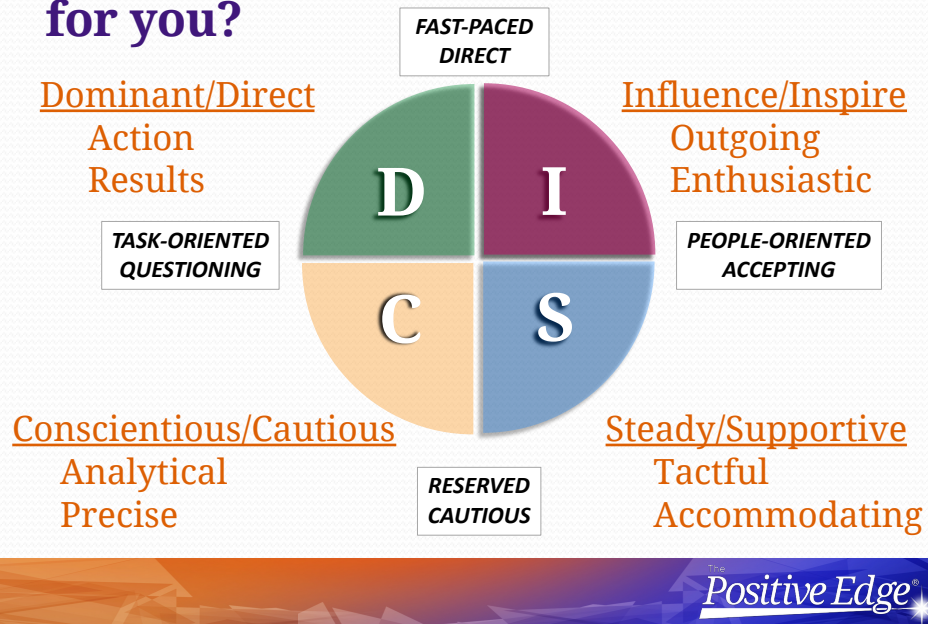 for you?
FAST-PACED
DIRECT
Dominant/Direct
Action
Results
Influence/Inspire
Outgoing
Enthusiastic
D
I
TASK-ORIENTED
QUESTIONING
PEOPLE-ORIENTED
ACCEPTING
C
S
Conscientious/Cautious
Analytical
Precise
Steady/Supportive
Tactful
Accommodating
RESERVED
CAUTIOUS
The
Positive Edge®